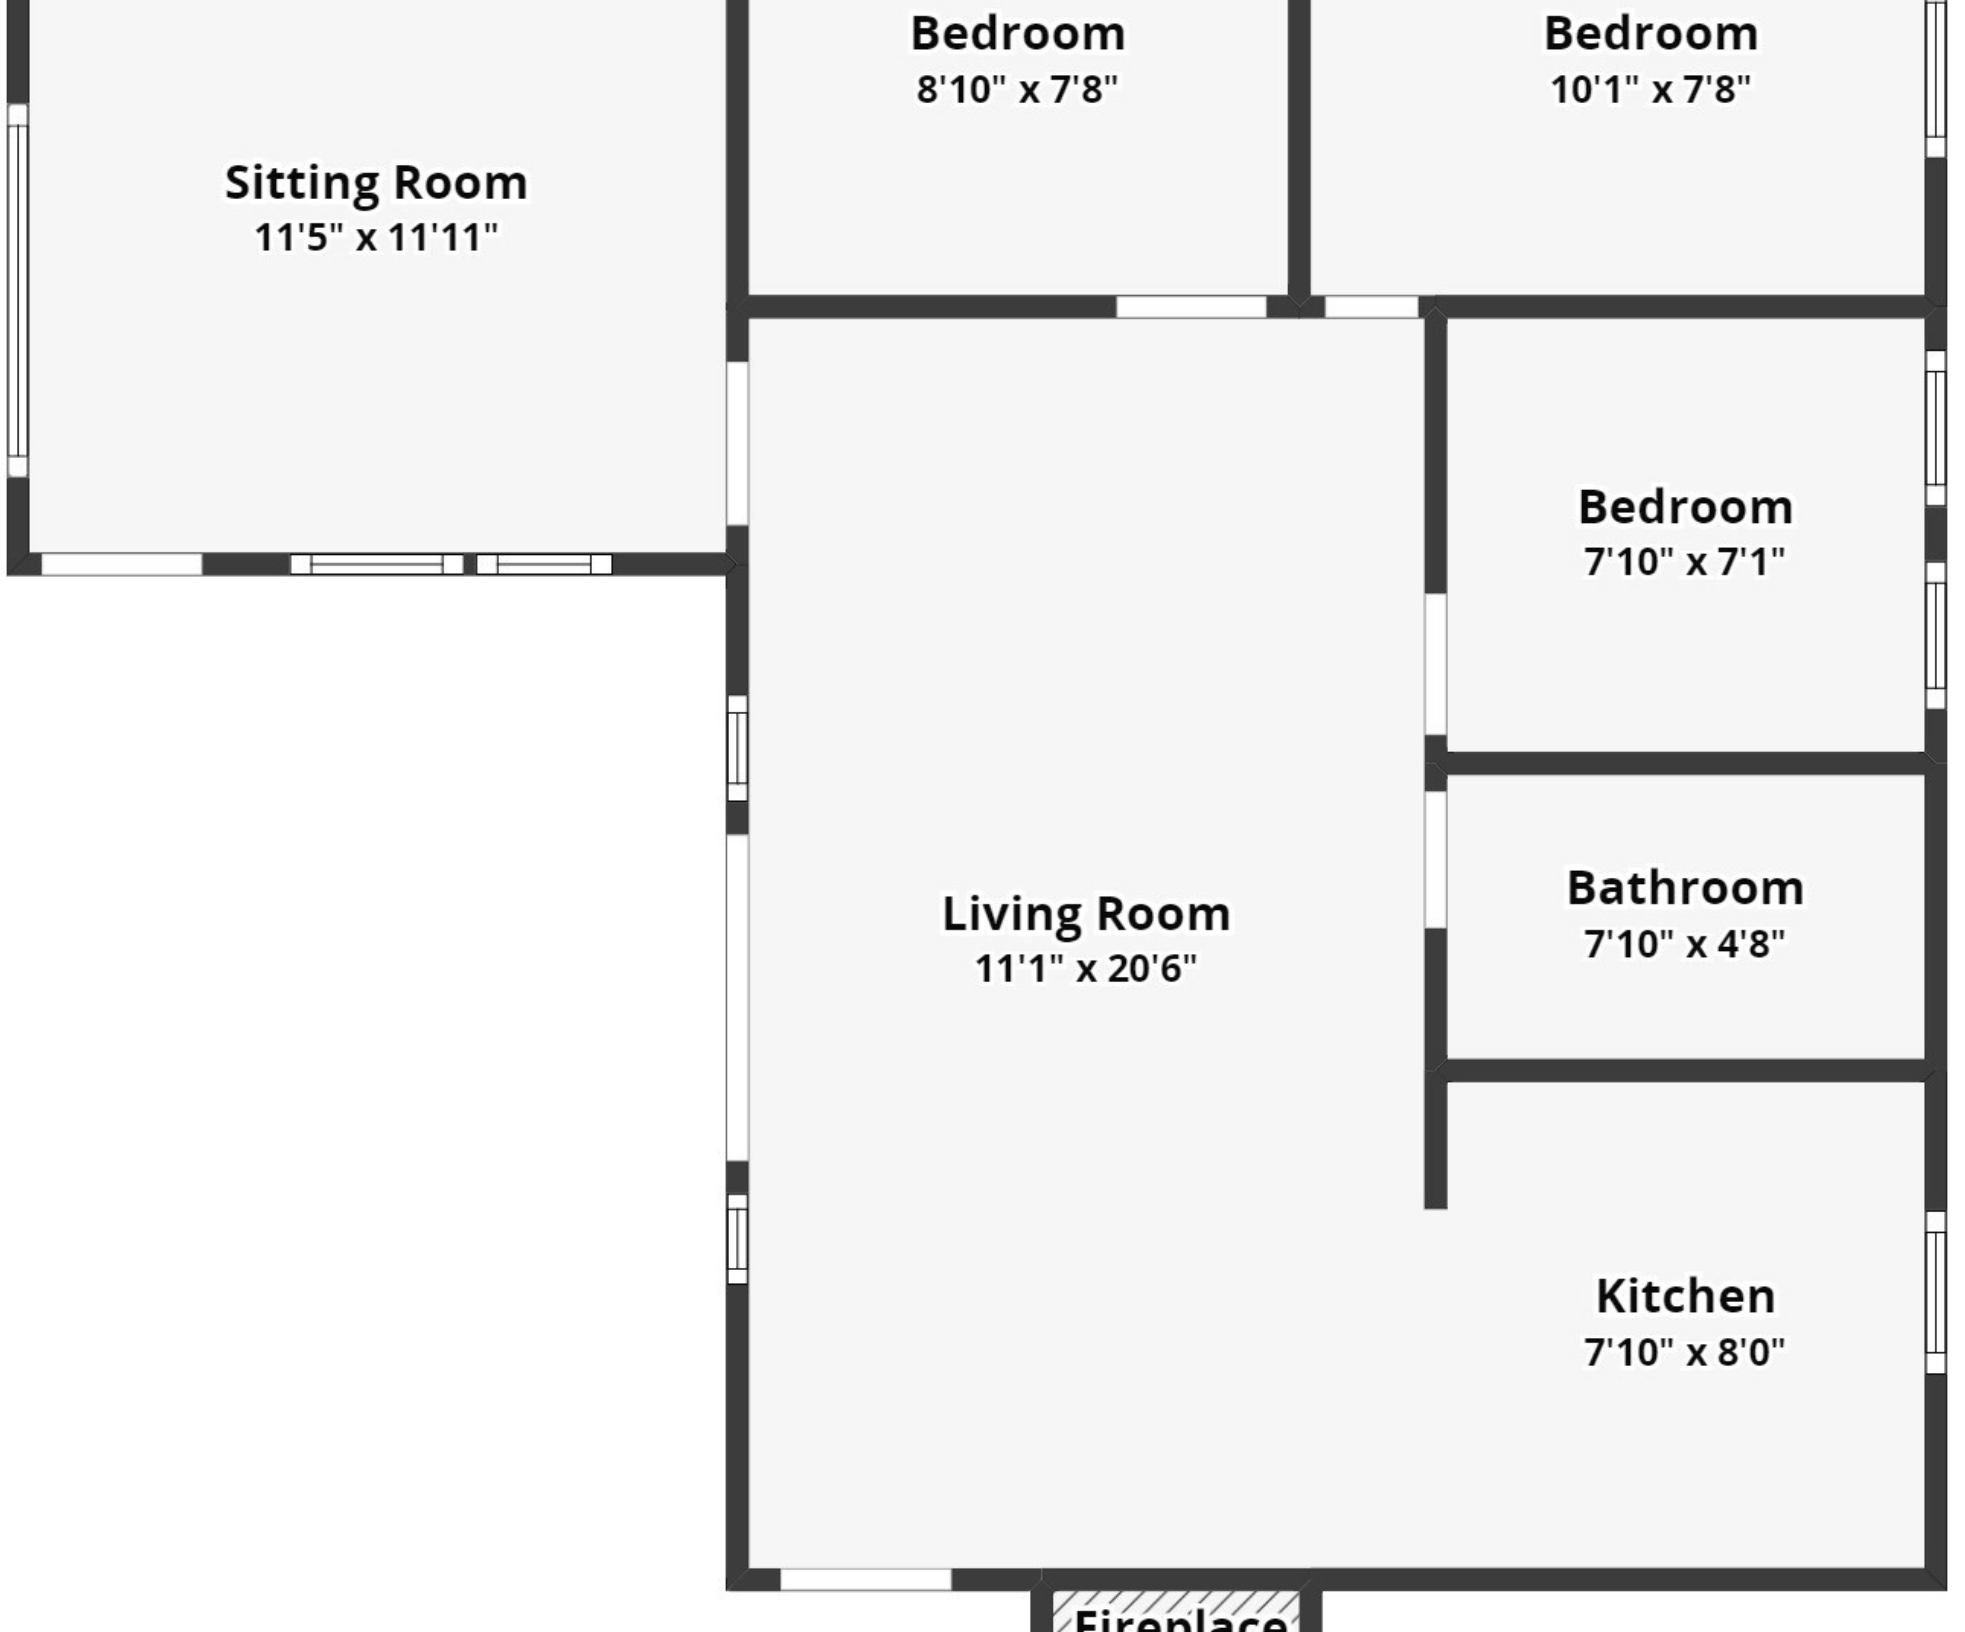 Bedroom
8'10" x 7'8"
Bedroom
10'1" x 7'8"
Sitting Room
11'5" x 11'11"
Bedroom
7'10" x 7'1"
Bathroom
7'10" x 4'8"
Living Room
11'1" x 20'6"
Kitchen
7'10" x 8'0"
Fireplace